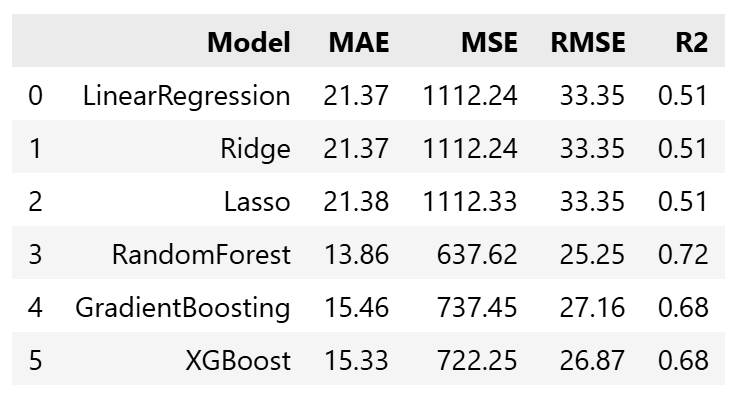 Model MAE MSE RMSE R2
0 LinearRegression 21.37 1112.24 33.35 0.51
1 Ridge 21.37 1112.24 33.35 0.51
2 Lasso 21.38 1112.33 33.35 0.51
3 RandomForest 13.86 637.62 25.25 0.72
4 GradientBoosting 15.46 737.45 27.16 0.68
5 XGBoost 15.33 722.25 26.87 0.68